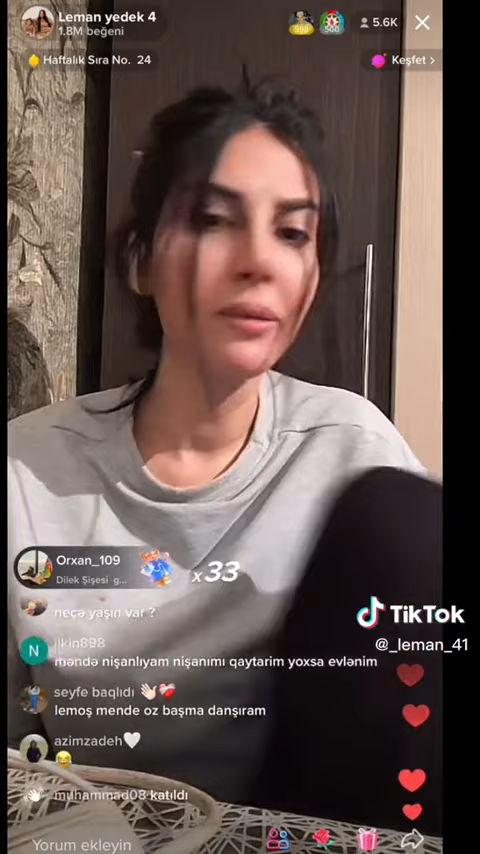 Leman yedek 4
1.8M beğeni
5.6K
Haftalık Sıra No. 24
Keşfet
Orxan_109
Dilek Şişesi g...
x33
neçə yaşın var ?
N
məndə nişanlıyam nişanımı qaytarim yoxsa evlənim
seyfe baqlıdı
lemoş mende oz başma danşıram
azimzadeh
muhammad08 katıldı
Yorum ekleyin
TikTok
@_leman_41